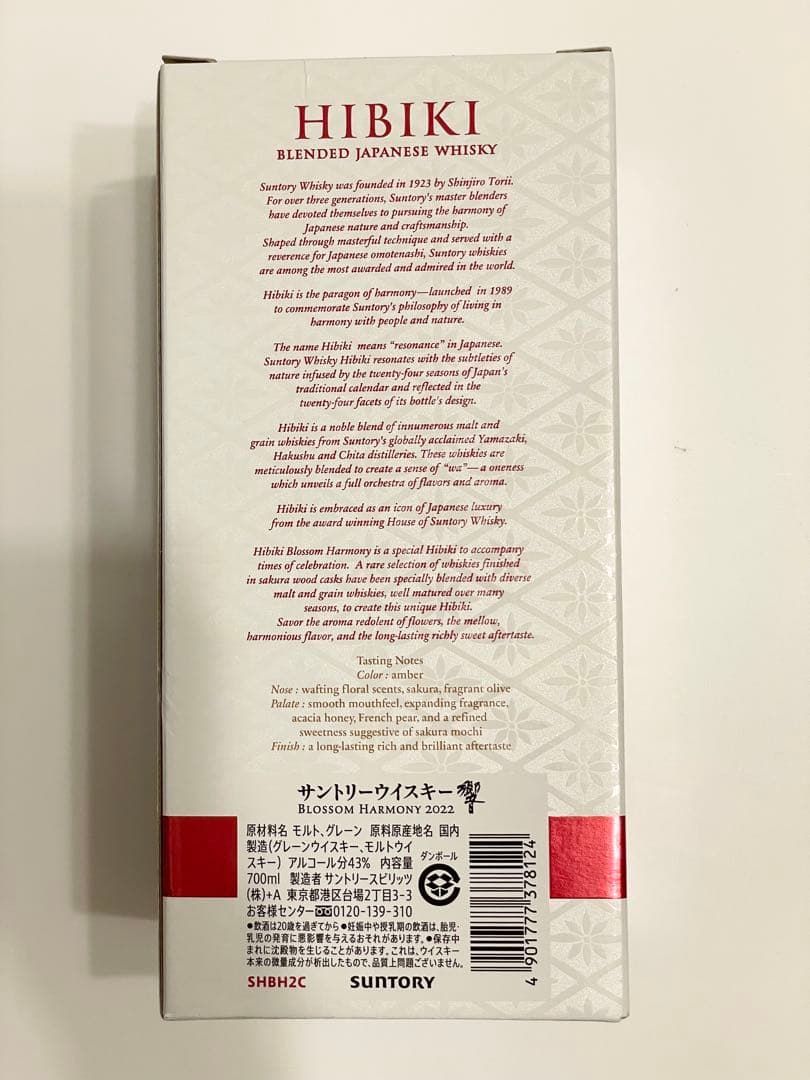 HIBIKI
BLENDED JAPANESE WHISKY
Suntory Whisky was founded in 1923 by Shinjiro Torii.
For over three generations, Suntory's master blenders
have devoted themselves to pursuing the harmony of
Japanese nature and craftsmanship.
Shaped through masterful technique and served with a
reverence for Japanese omotenashi, Suntory whiskies
are among the most awarded and admired in the world.
Hibiki is the paragon of harmony—launched in 1989
to commemorate Suntory's philosophy of living in
harmony with people and nature.
The name Hibiki means “resonance” in Japanese.
Suntory Whisky Hibiki resonates with the subtleties of
nature infused by the twenty-four seasons of Japan's
traditional calendar and reflected in the
twenty-four facets of its bottle's design.
Hibiki is a noble blend of innumerous malt and
grain whiskies from Suntory's globally acclaimed Yamazaki,
Hakushu and Chita distilleries. These whiskies are
meticulously blended to create a sense of “wa”—a oneness
which unveils a full orchestra of flavors and aroma.
Hibiki is embraced as an icon of Japanese luxury
from the award winning House of Suntory Whisky.
Hibiki Blossom Harmony is a special Hibiki to accompany
times of celebration. A rare selection of whiskies finished
in sakura wood casks have been specially blended with diverse
malt and grain whiskies, well matured over many
seasons, to create this unique Hibiki.
Savor the aroma redolent of flowers, the mellow,
harmonious flavor, and the long-lasting richly sweet aftertaste.
Tasting Notes
Color : amber
Nose : wafting floral scents, sakura, fragrant olive
Palate : smooth mouthfeel, expanding fragrance,
acacia honey, French pear, and a refined
sweetness suggestive of sakura mochi
Finish : a long-lasting rich and brilliant aftertaste
サントリーウイスキー響
BLOSSOM HARMONY 2022
原材料名 モルト、グレーン 原料原産地名 国内
製造(グレーンウイスキー、モルトウイ
スキー) アルコール分43% 内容量
700ml 製造者 サントリースピリッツ
(株)+A 東京都港区台場2丁目3-3
お客様センター0120-139-310
●飲酒は20歳を過ぎてから●妊娠中や授乳期の飲酒は、胎児・
乳児の発育に悪影響を与えるおそれがあります。●保存中
まれに沈殿物を生じることがあります。これは、ウイスキー
本来の微量成分が析出したもので、品質上問題ございません。
ダンボール
4 901777 378124
SHBH2C
SUNTORY